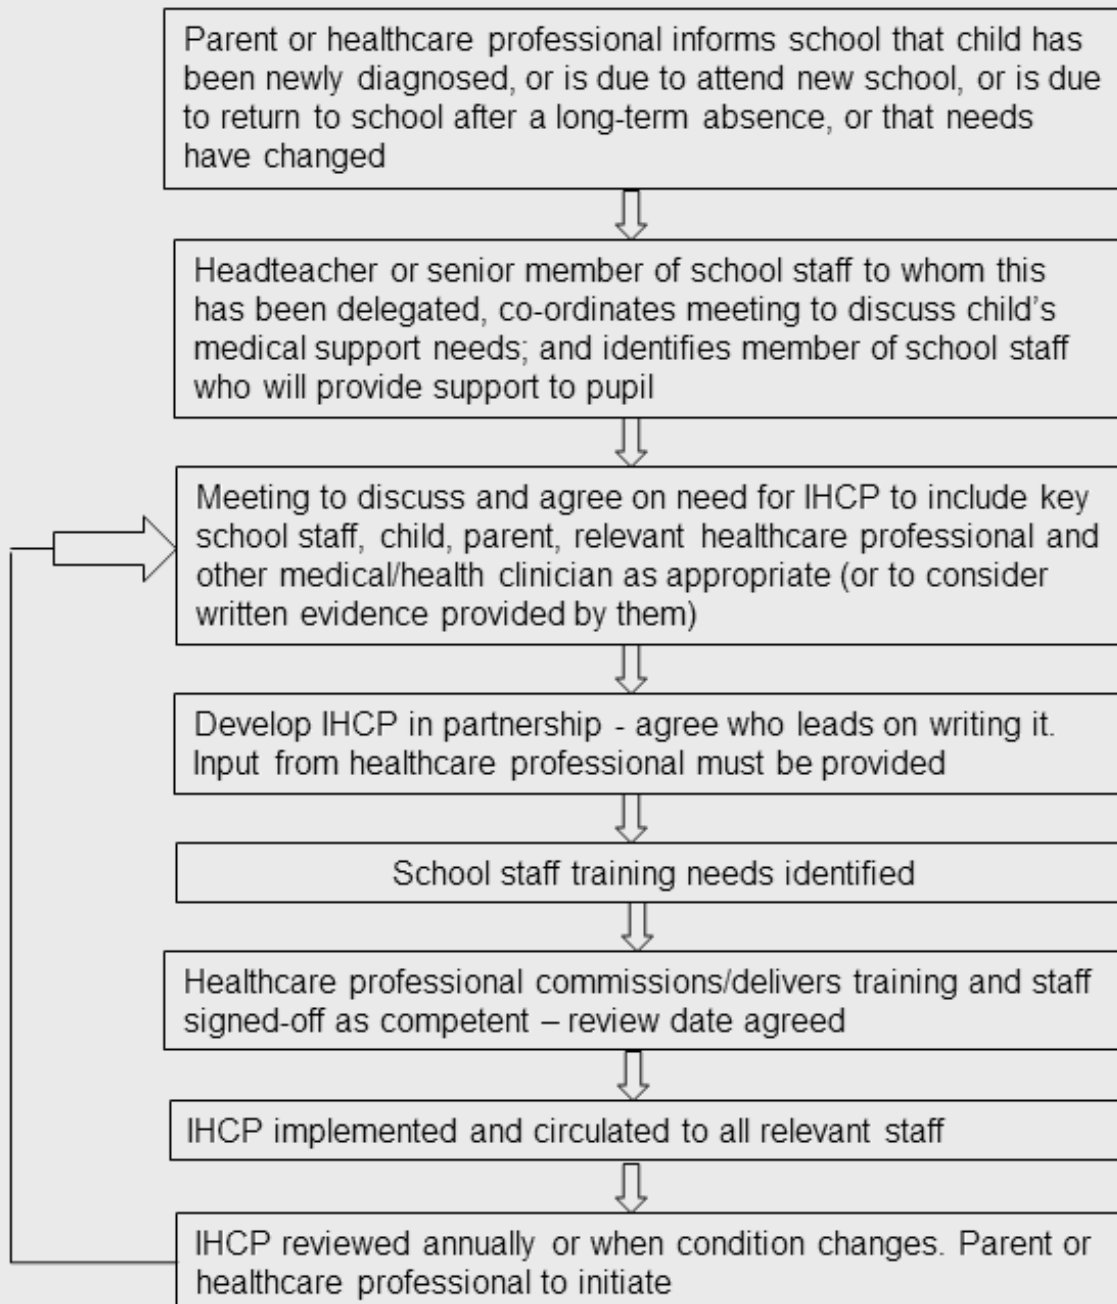 Parent or healthcare professional informs school that child has
been newly diagnosed, or is due to attend new school, or is due
to return to school after a long-term absence, or that needs
have changed
Headteacher or senior member of school staff to whom this
has been delegated, co-ordinates meeting to discuss child's
medical support needs; and identifies member of school staff
who will provide support to pupil
Meeting to discuss and agree on need for IHCP to include key
school staff, child, parent, relevant healthcare professional and
other medical/health clinician as appropriate (or to consider
written evidence provided by them)
Develop IHCP in partnership - agree who leads on writing it.
Input from healthcare professional must be provided
School staff training needs identified
Healthcare professional commissions/delivers training and staff
signed-off as competent – review date agreed
IHCP implemented and circulated to all relevant staff
IHCP reviewed annually or when condition changes. Parent or
healthcare professional to initiate